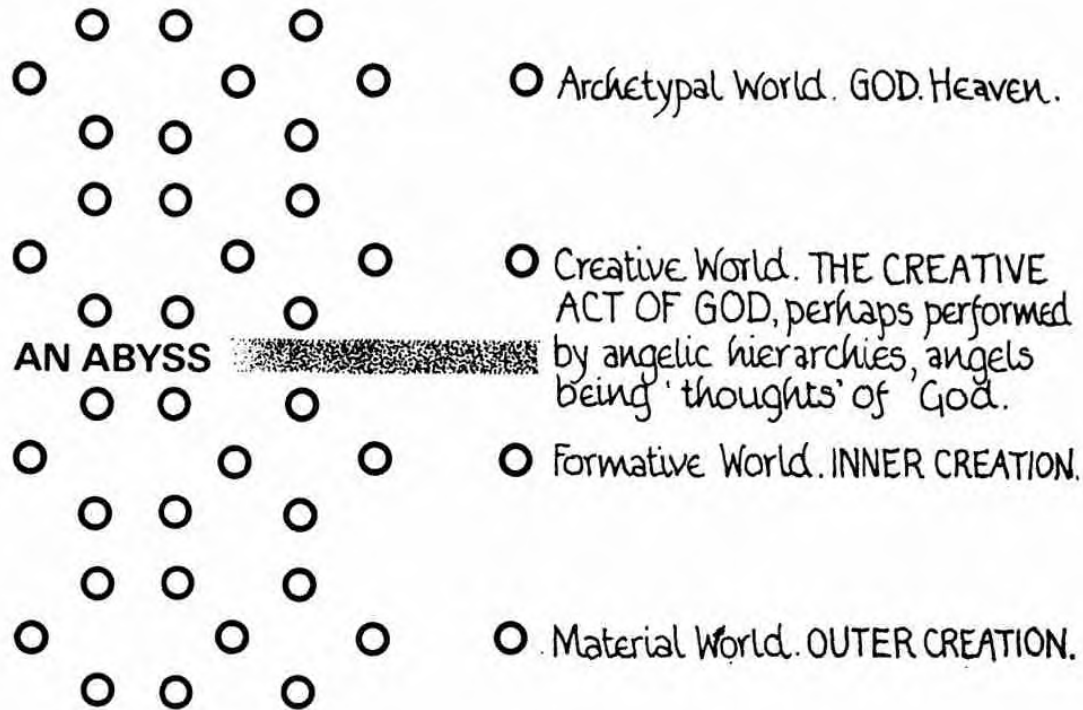 Archetypal World. GOD. Heaven.
Creative World. THE CREATIVE
ACT OF GOD, perhaps performed
AN ABYSS
by angelic hierarchies, angels
being 'thoughts' of God.
Formative World. INNER CREATION.
Material World. OUTER CREATION.